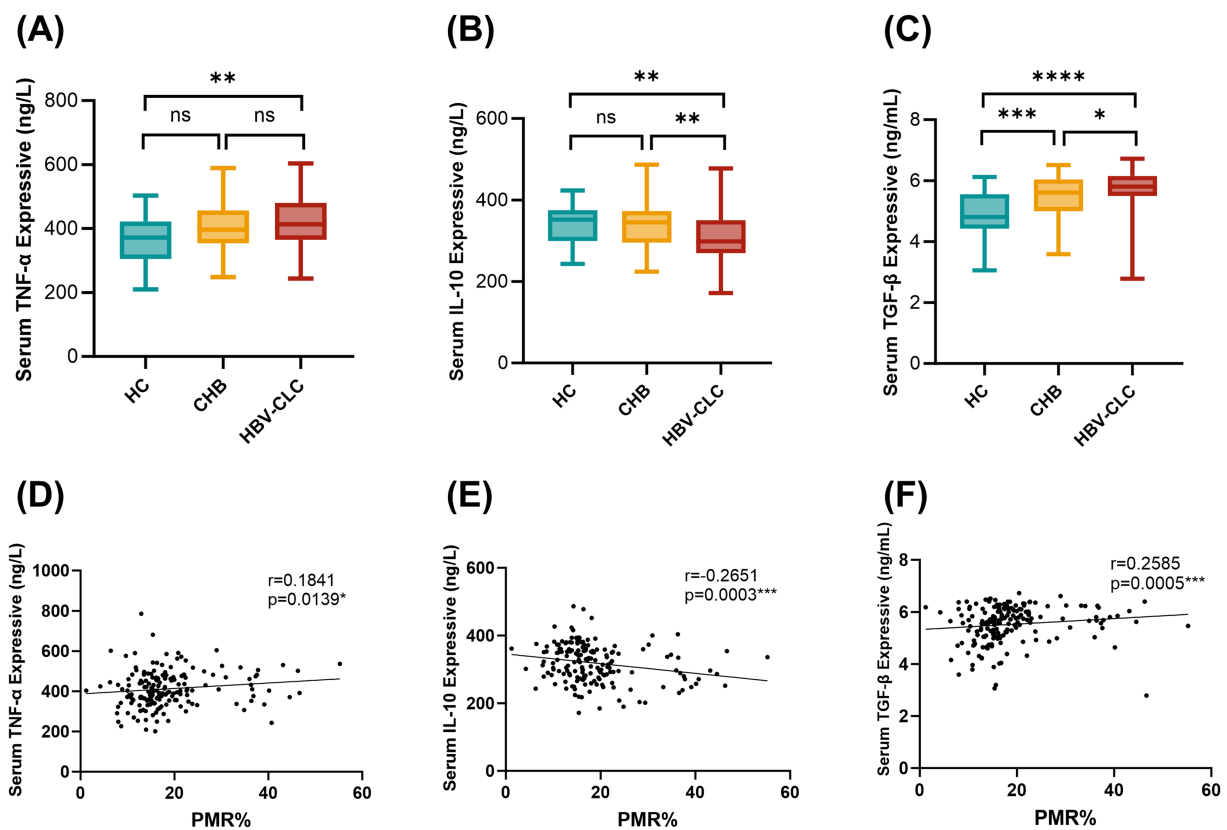 (A)
**
ns ns
800
600
400
200
0
Serum TNF-α Expressive (ng/L)
HC
CHB
HBV-CLC
(B)
**
ns **
600
400
200
0
Serum IL-10 Expressive (ng/L)
HC
CHB
HBV-CLC
(C)
****
*** *
8
6
4
2
0
Serum TGF-β Expressive (ng/mL)
HC
CHB
HBV-CLC
(D)
r=0.1841
p=0.0139*
1000
800
600
400
200
0
Serum TNF-α Expressive (ng/L)
0 20 40 60
PMR%
(E)
r=-0.2651
p=0.0003***
600
400
200
0
Serum IL-10 Expressive (ng/L)
0 20 40 60
PMR%
(F)
r=0.2585
p=0.0005***
8
6
4
2
0
Serum TGF-β Expressive (ng/mL)
0 20 40 60
PMR%